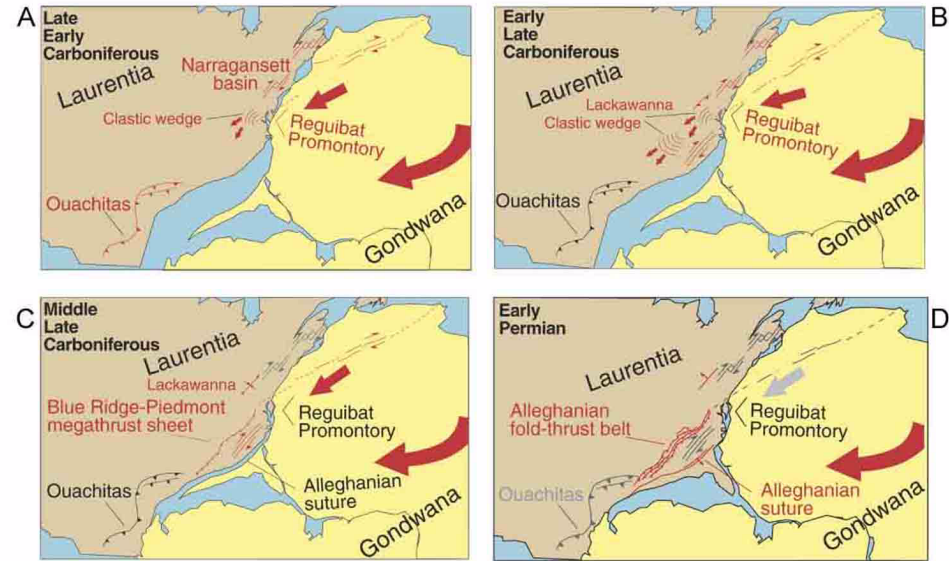 A
Late
Early
Carboniferous
Laurentia
Narragansett
basin
Clastic wedge
Reguibat
Promontory
Ouachitas
Gondwana
B
Early
Late
Carboniferous
Laurentia
Lackawanna
Clastic wedge
Reguibat
Promontory
Ouachitas
Gondwana
C
Middle
Late
Carboniferous
Laurentia
Lackawanna
Blue Ridge-Piedmont
megathrust sheet
Reguibat
Promontory
Ouachitas
Alleghanian
suture
Gondwana
D
Early
Permian
Laurentia
Alleghanian
fold-thrust belt
Reguibat
Promontory
Ouachitas
Alleghanian
suture
Gondwana